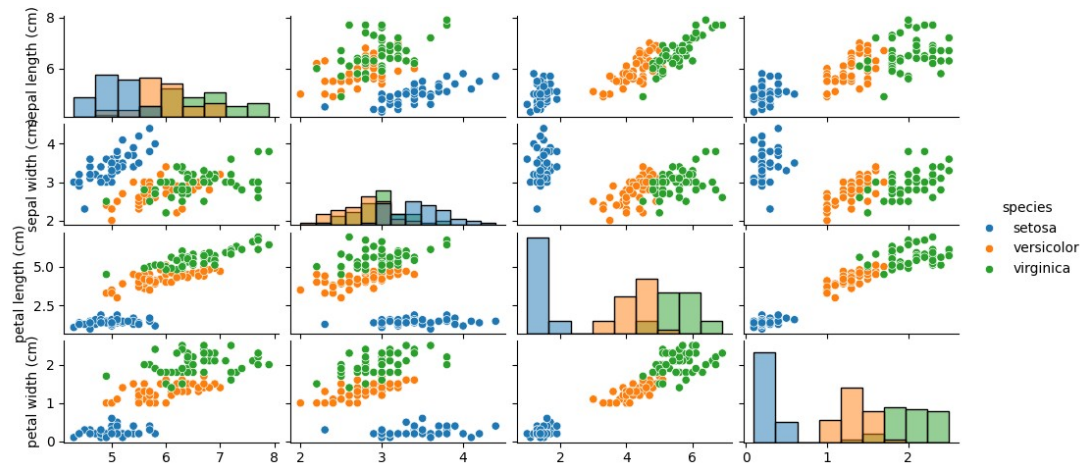 sepal length (cm)
8
6
sepal width (cm)
4
3
2
petal length (cm)
5.0
2.5
petal width (cm)
2
1
0
5 6 7 8
2 3 4
2 4 6
0 1 2
species
setosa
versicolor
virginica